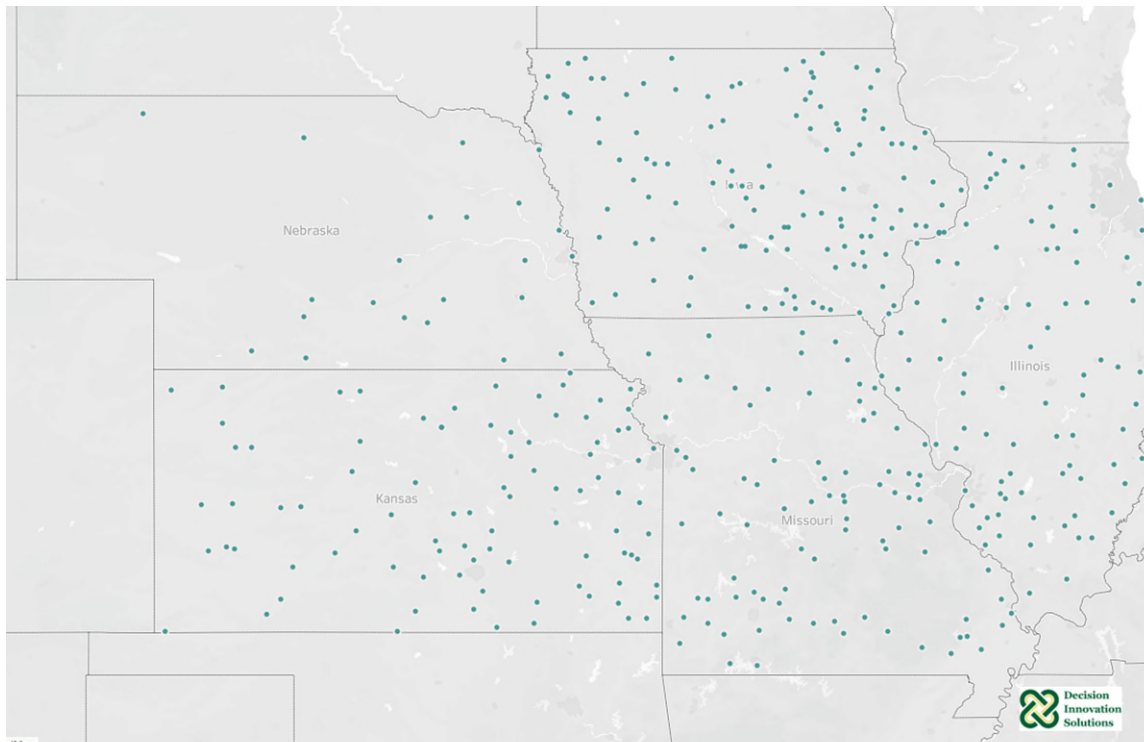 Iowa
Nebraska
Illinois
Kansas
Missouri
Decision
Innovation
Solutions